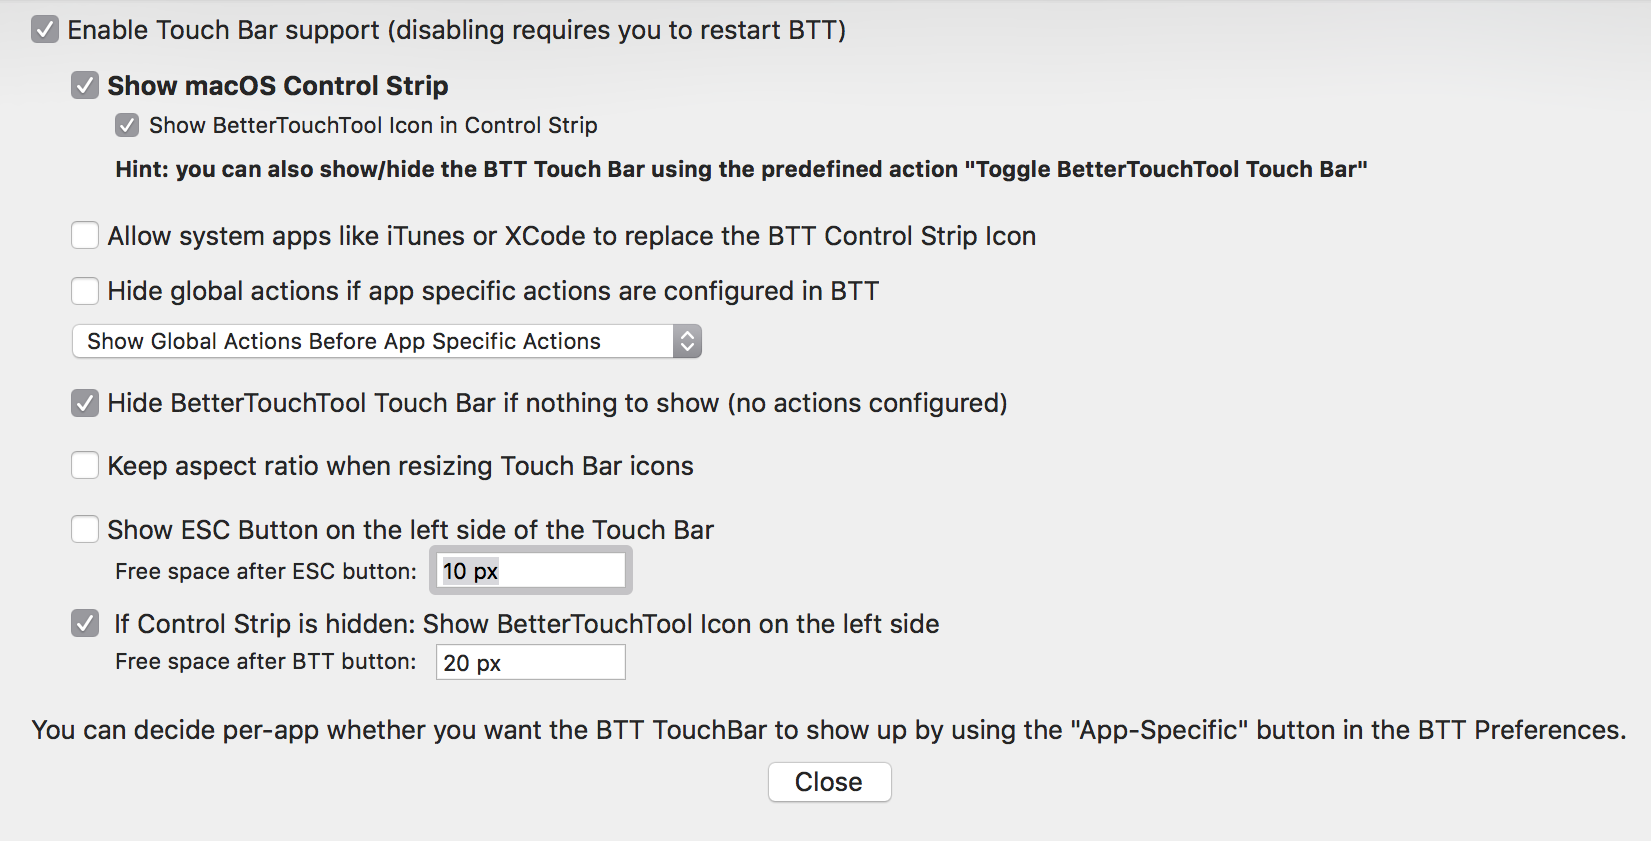 Enable Touch Bar support (disabling requires you to restart BTT)
Show macOS Control Strip
Show BetterTouchTool Icon in Control Strip
Hint: you can also show/hide the BTT Touch Bar using the predefined action "Toggle BetterTouchTool Touch Bar"
Allow system apps like iTunes or XCode to replace the BTT Control Strip Icon
Hide global actions if app specific actions are configured in BTT
Show Global Actions Before App Specific Actions
Hide BetterTouchTool Touch Bar if nothing to show (no actions configured)
Keep aspect ratio when resizing Touch Bar icons
Show ESC Button on the left side of the Touch Bar
Free space after ESC button: 10 px
If Control Strip is hidden: Show BetterTouchTool Icon on the left side
Free space after BTT button: 20 px
You can decide per-app whether you want the BTT TouchBar to show up by using the "App-Specific" button in the BTT Preferences.
Close